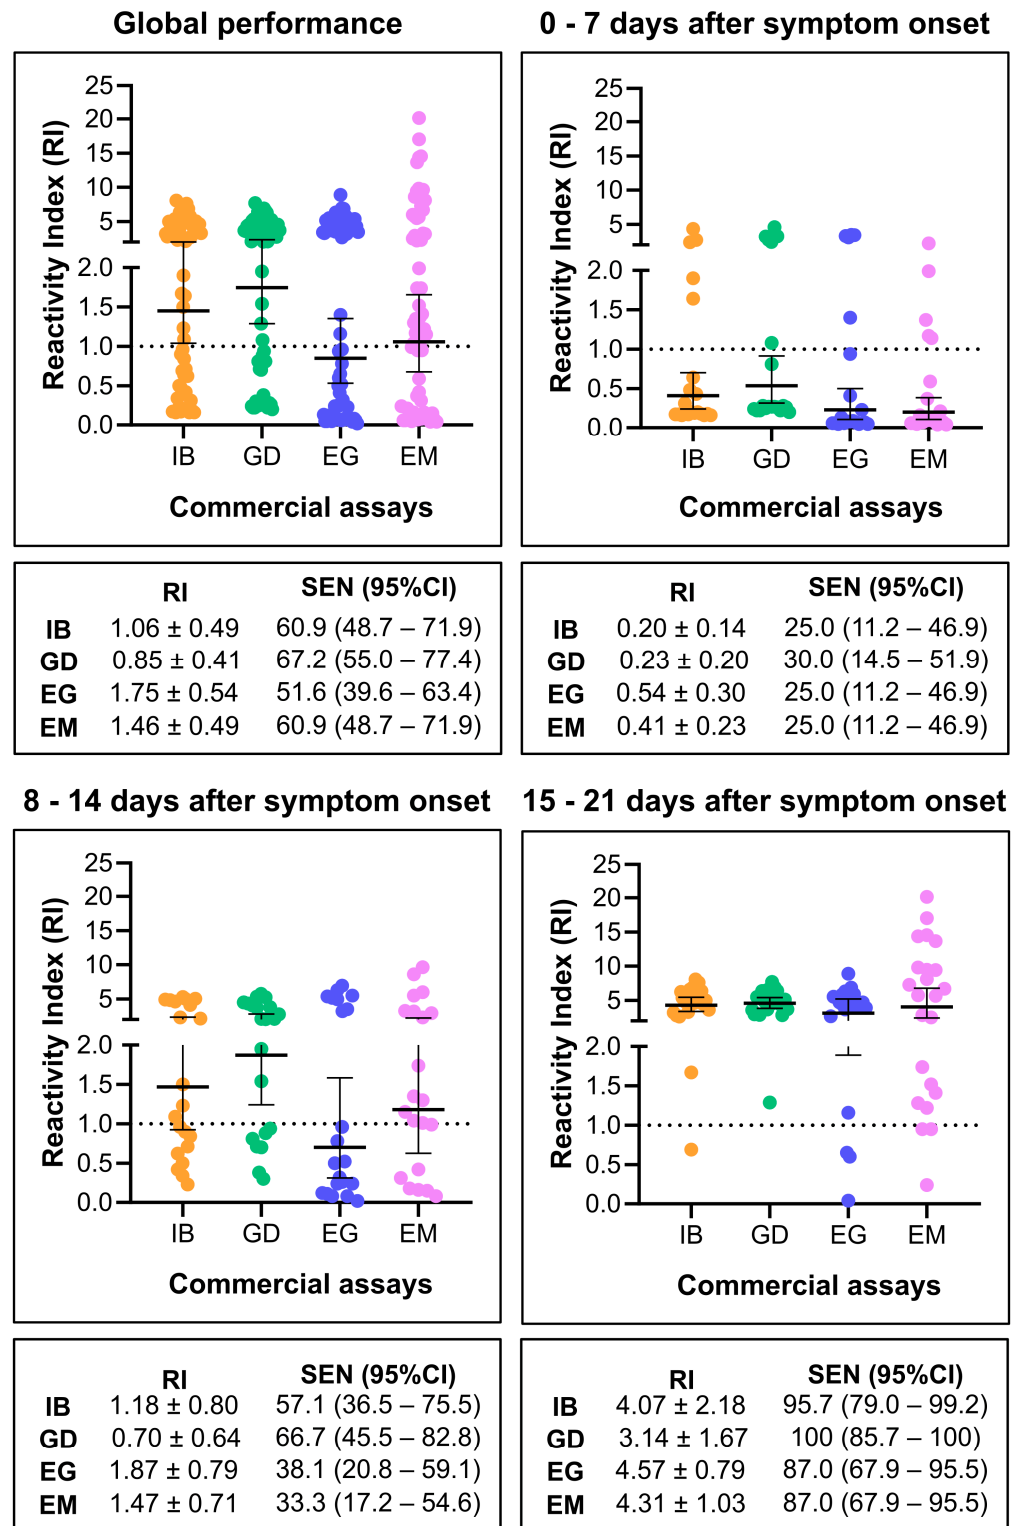 Global performance
Reactivity Index (RI)
25
20
15
10
5
2.0
1.5
1.0
0.5
0.0
IB GD EG EM
Commercial assays
RI SEN (95%CI)
IB 1.06 ± 0.49 60.9 (48.7 – 71.9)
GD 0.85 ± 0.41 67.2 (55.0 – 77.4)
EG 1.75 ± 0.54 51.6 (39.6 – 63.4)
EM 1.46 ± 0.49 60.9 (48.7 – 71.9)
0 - 7 days after symptom onset
Reactivity Index (RI)
25
20
15
10
5
2.0
1.5
1.0
0.5
0.0
IB GD EG EM
Commercial assays
RI SEN (95%CI)
IB 0.20 ± 0.14 25.0 (11.2 – 46.9)
GD 0.23 ± 0.20 30.0 (14.5 – 51.9)
EG 0.54 ± 0.30 25.0 (11.2 – 46.9)
EM 0.41 ± 0.23 25.0 (11.2 – 46.9)
8 - 14 days after symptom onset
Reactivity Index (RI)
25
20
15
10
5
2.0
1.5
1.0
0.5
0.0
IB GD EG EM
Commercial assays
RI SEN (95%CI)
IB 1.18 ± 0.80 57.1 (36.5 – 75.5)
GD 0.70 ± 0.64 66.7 (45.5 – 82.8)
EG 1.87 ± 0.79 38.1 (20.8 – 59.1)
EM 1.47 ± 0.71 33.3 (17.2 – 54.6)
15 - 21 days after symptom onset
Reactivity Index (RI)
25
20
15
10
5
2.0
1.5
1.0
0.5
0.0
IB GD EG EM
Commercial assays
RI SEN (95%CI)
IB 4.07 ± 2.18 95.7 (79.0 – 99.2)
GD 3.14 ± 1.67 100 (85.7 – 100)
EG 4.57 ± 0.79 87.0 (67.9 – 95.5)
EM 4.31 ± 1.03 87.0 (67.9 – 95.5)